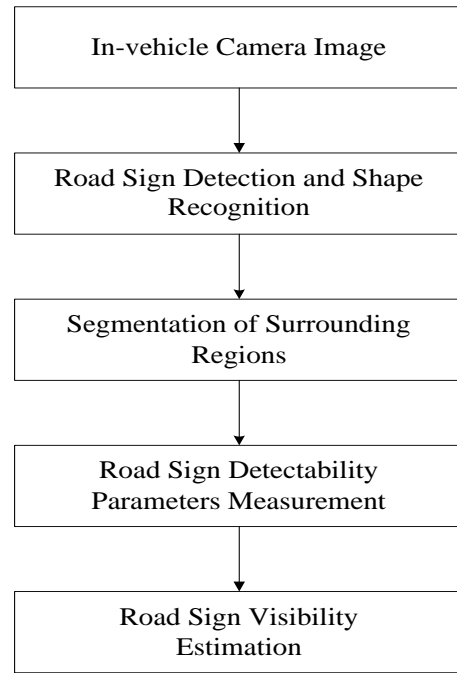 In-vehicle Camera Image
Road Sign Detection and Shape
Recognition
Segmentation of Surrounding
Regions
Road Sign Detectability
Parameters Measurement
Road Sign Visibility
Estimation